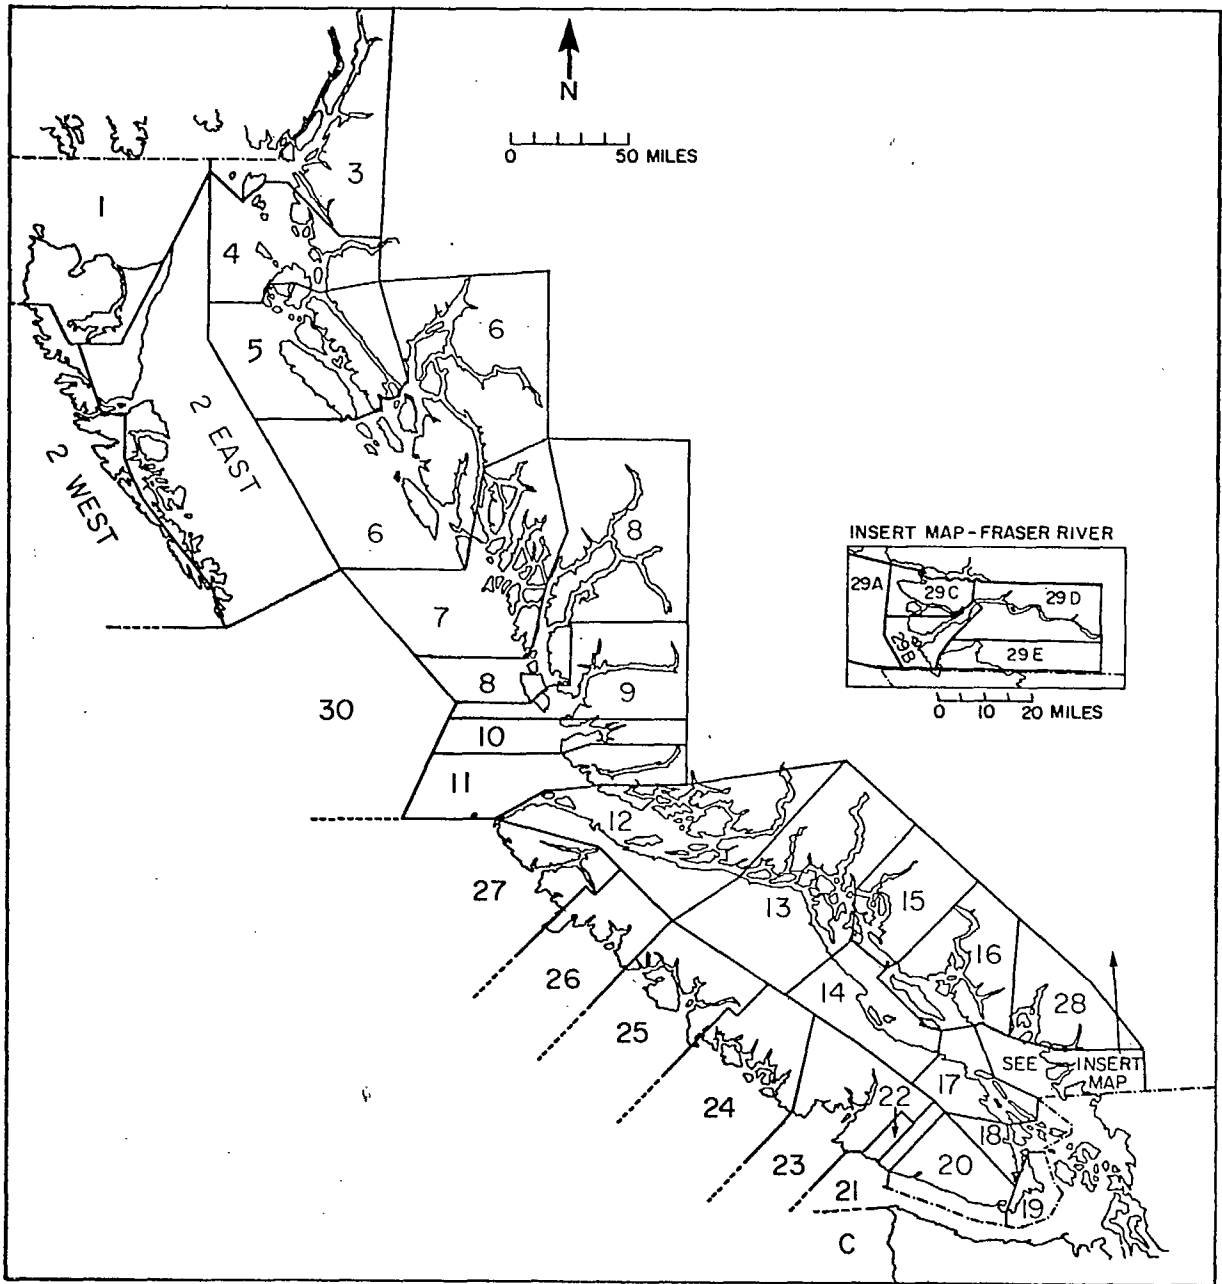 N
0 50 MILES
3
1
4
6
5
2 EAST
2 WEST
6
8
INSERT MAP-FRASER RIVER
29A
29C
29D
29B
29E
0 10 20 MILES
7
8
9
30
10
11
12
27
13
15
26
16
14
28
25
SEE INSERT
MAP
17
24
22
18
23
20
21
19
C